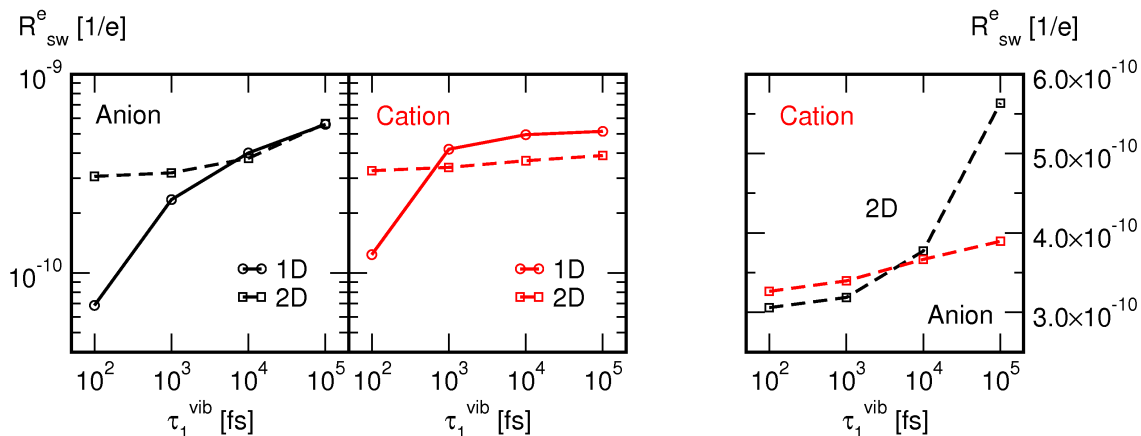 R^e_sw [1/e]
10^-9
10^-10
Anion
1D
2D
Cation
1D
2D
10^2 10^3 10^4 10^5 10^2 10^3 10^4 10^5
τ_1^vib [fs] τ_1^vib [fs]
R^e_sw [1/e]
6.0×10^-10
5.0×10^-10
4.0×10^-10
3.0×10^-10
Cation
2D
Anion
10^2 10^3 10^4 10^5
τ_1^vib [fs]